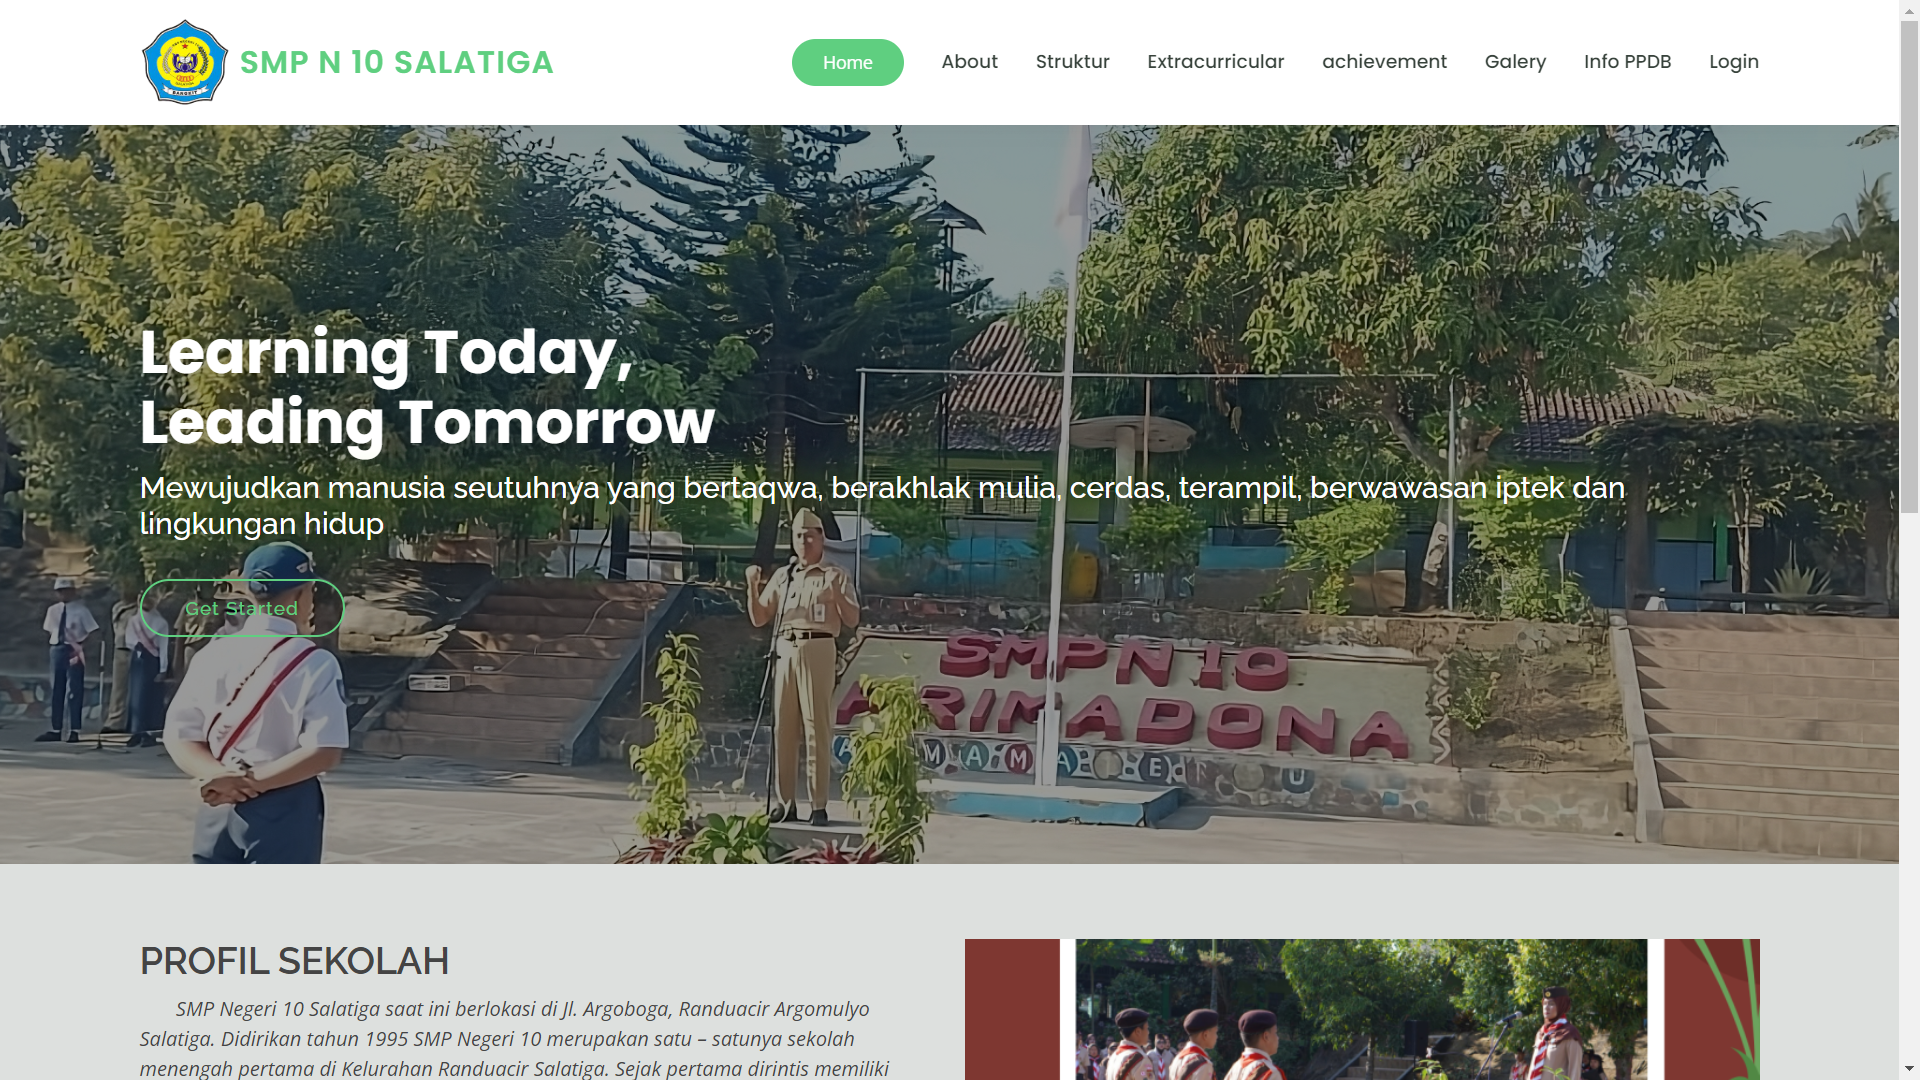 SMP N 10 SALATIGA
Home
About
Struktur
Extracurricular
achievement
Galery
Info PPDB
Login
Learning Today,
Leading Tomorrow
Mewujudkan manusia seutuhnya yang bertaqwa, berakhlak mulia, cerdas, terampil, berwawasan iptek dan
lingkungan hidup
Get Started
SMPN 10
PROFIL SEKOLAH
SMP Negeri 10 Salatiga saat ini berlokasi di Jl. Argoboga, Randuacir Argomulyo
Salatiga. Didirikan tahun 1995 SMP Negeri 10 merupakan satu – satunya sekolah
menengah pertama di Kelurahan Randuacir Salatiga. Sejak pertama dirintis memiliki